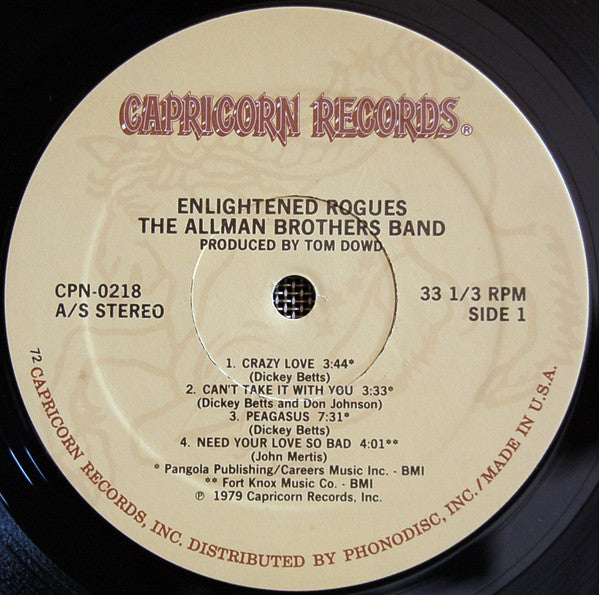 CAPRICORN RECORDS®
ENLIGHTENED ROGUES
THE ALLMAN BROTHERS BAND
PRODUCED BY TOM DOWD
CPN-0218
A/S STEREO
33 1/3 RPM
SIDE 1
1. CRAZY LOVE 3:44*
(Dickey Betts)
2. CAN'T TAKE IT WITH YOU 3:33*
(Dickey Betts and Don Johnson)
3. PEAGASUS 7:31*
(Dickey Betts)
4. NEED YOUR LOVE SO BAD 4:01**
(John Mertis)
* Pangola Publishing/Careers Music Inc. - BMI
** Fort Knox Music Co. - BMI
℗ 1979 Capricorn Records, Inc.
72 CAPRICORN RECORDS, INC. DISTRIBUTED BY PHONODISC, INC./MADE IN U.S.A.